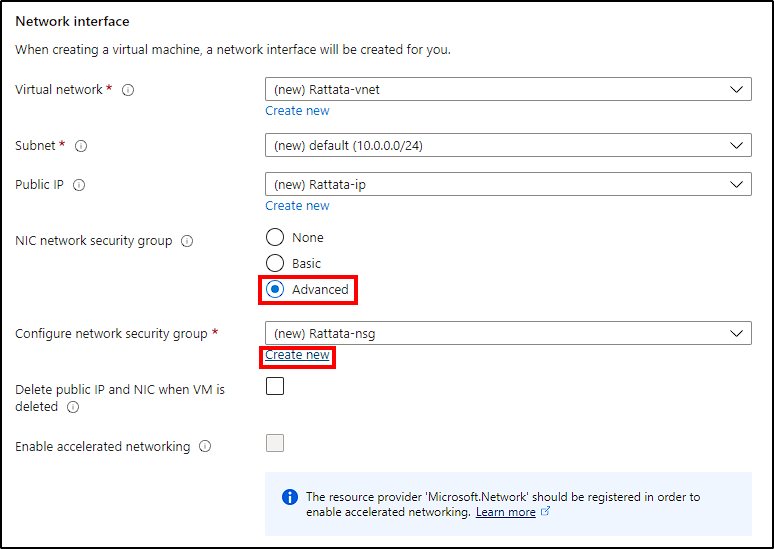 Network interface
When creating a virtual machine, a network interface will be created for you.
Virtual network *
(new) Rattata-vnet
Create new
Subnet *
(new) default (10.0.0.0/24)
Public IP
(new) Rattata-ip
Create new
NIC network security group
None
Basic
Advanced
Configure network security group *
(new) Rattata-nsg
Create new
Delete public IP and NIC when VM is
deleted
Enable accelerated networking
The resource provider 'Microsoft.Network' should be registered in order to
enable accelerated networking. Learn more